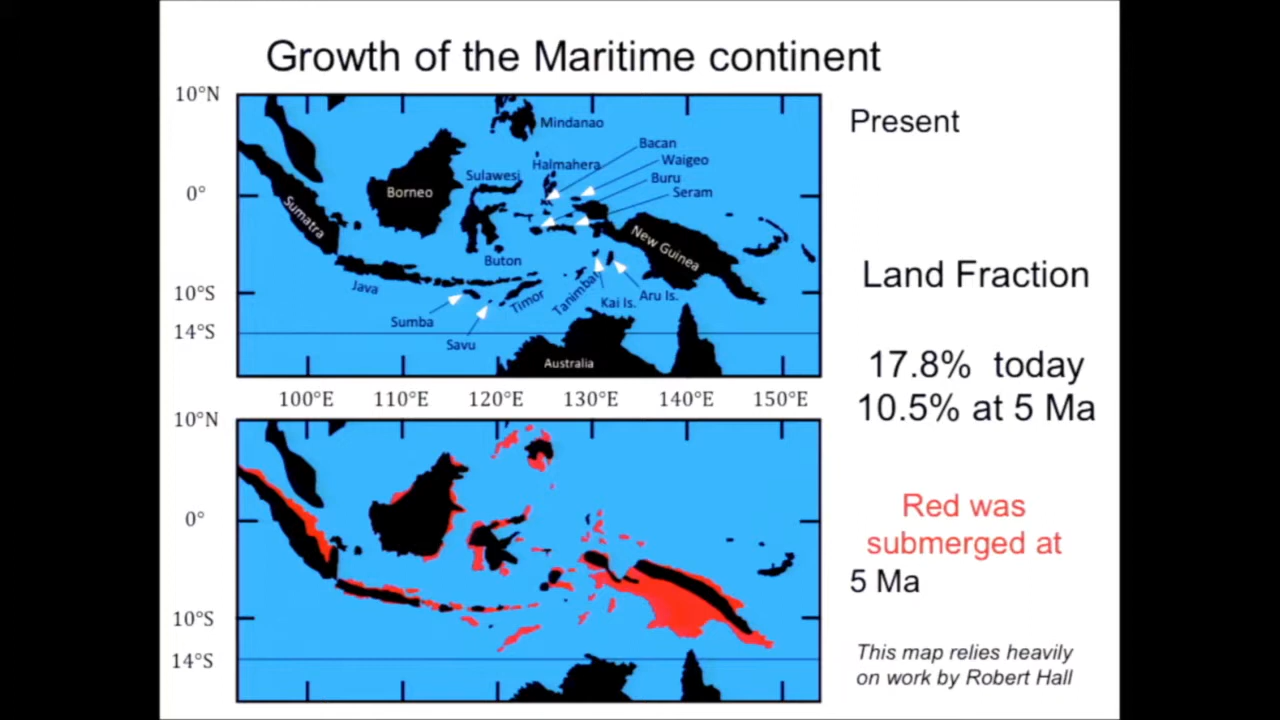 Growth of the Maritime continent
10°N
0°
10°S
14°S
Mindanao
Bacan
Halmahera
Waigeo
Sulawesi
Buru
Borneo
Seram
Sumatra
New Guinea
Buton
Java
Timor
Tanimbar
Kai Is.
Aru Is.
Sumba
Savu
Australia
100°E 110°E 120°E 130°E 140°E 150°E
10°N
0°
10°S
14°S
Present
Land Fraction
17.8% today
10.5% at 5 Ma
Red was
submerged at
5 Ma
This map relies heavily
on work by Robert Hall